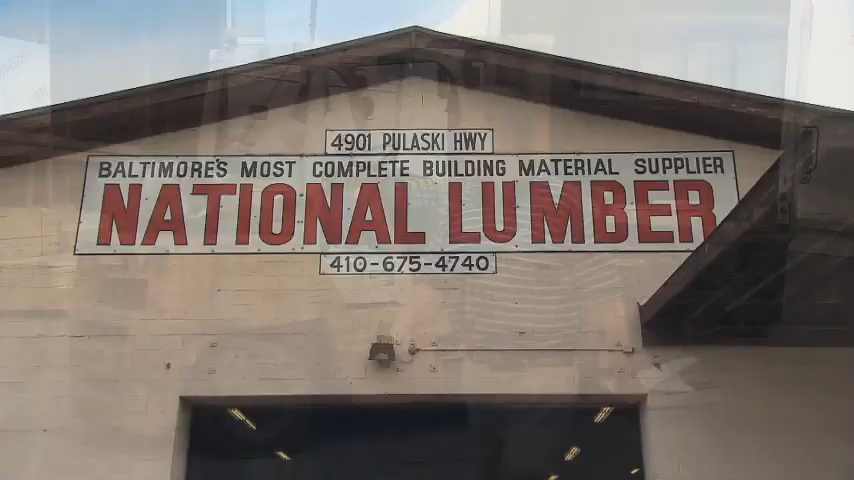 4901 PULASKI HWY
BALTIMORE'S MOST COMPLETE BUILDING MATERIAL SUPPLIER
NATIONAL LUMBER
410-675-4740